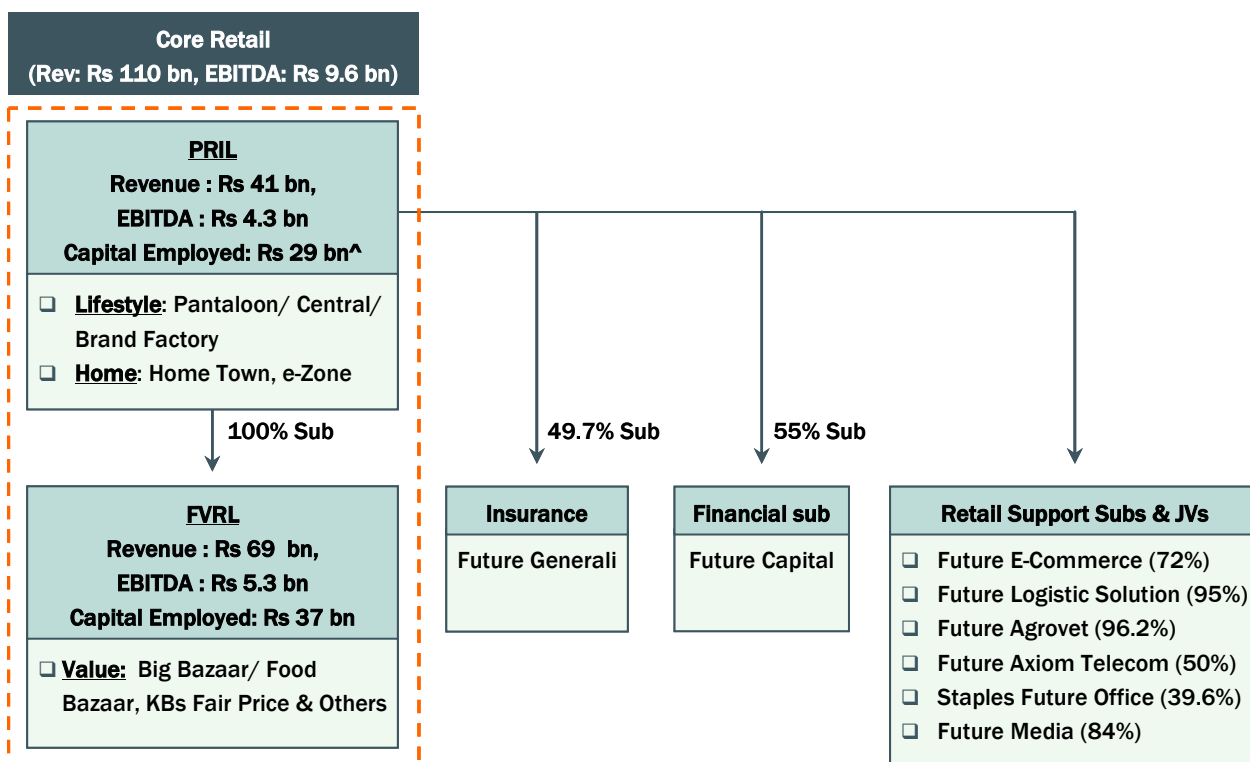 Core Retail
(Rev: Rs 110 bn, EBITDA: Rs 9.6 bn)
PRIL
Revenue : Rs 41 bn,
EBITDA : Rs 4.3 bn
Capital Employed: Rs 29 bn^
❑ Lifestyle: Pantaloon/ Central/
Brand Factory
❑ Home: Home Town, e-Zone
100% Sub
49.7% Sub
55% Sub
FVRL
Revenue : Rs 69 bn,
EBITDA : Rs 5.3 bn
Capital Employed: Rs 37 bn
❑ Value: Big Bazaar/ Food
Bazaar, KBs Fair Price & Others
Insurance
Future Generali
Financial sub
Future Capital
Retail Support Subs & JVs
❑ Future E-Commerce (72%)
❑ Future Logistic Solution (95%)
❑ Future Agrovet (96.2%)
❑ Future Axiom Telecom (50%)
❑ Staples Future Office (39.6%)
❑ Future Media (84%)